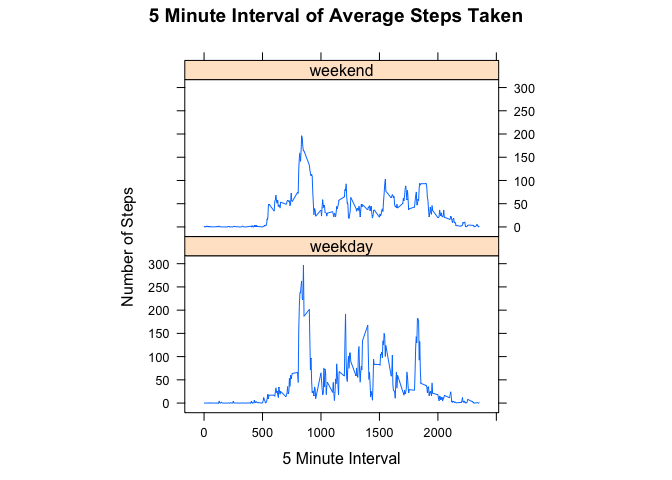 5 Minute Interval of Average Steps Taken
weekend
300
250
200
150
100
50
0
Number of Steps
weekday
300
250
200
150
100
50
0
0 500 1000 1500 2000
5 Minute Interval